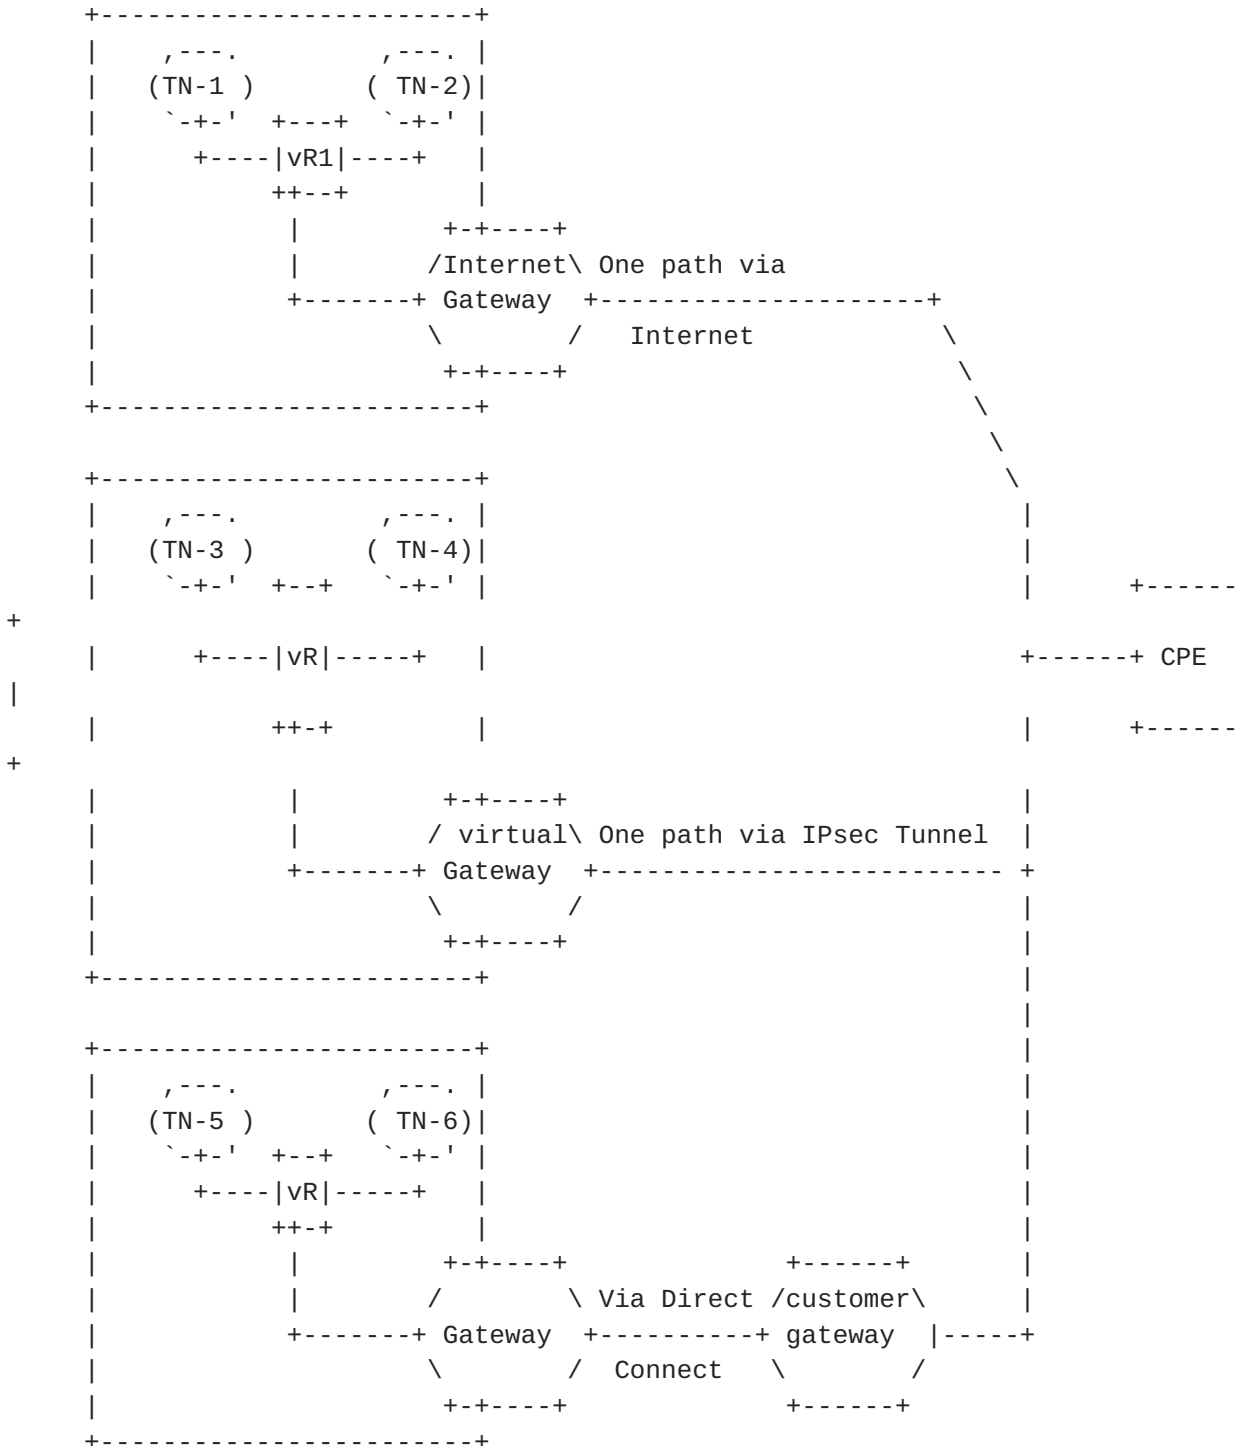 +------------------------+
|    ,---.         ,---. |
|   (TN-1 )       ( TN-2)|
|    `-+-'  +---+  `-+-' |
|      +----|vR1|----+   |
|           ++--+        |
|            |         +-+----+
|            |        /Internet\ One path via
|            +-------+ Gateway  +---------------------+
|                     \        /   Internet            \
|                      +-+----+                         \
+------------------------+                                \
\
+------------------------+                                  \
|    ,---.         ,---. |                                   |
|   (TN-3 )       ( TN-4)|                                   |
|    `-+-'  +--+   `-+-' |                                   |      +------
+
|      +----|vR|-----+   |                                   +------+ CPE
|
|           ++-+         |                                   |      +------
+
|            |         +-+----+                              |
|            |        / virtual\ One path via IPsec Tunnel  |
|            +-------+ Gateway  +-------------------------- +
|                     \        /                             |
|                      +-+----+                              |
+------------------------+                                   |
|
+------------------------+                                   |
|    ,---.         ,---. |                                   |
|   (TN-5 )       ( TN-6)|                                   |
|    `-+-'  +--+   `-+-' |                                   |
|      +----|vR|-----+   |                                   |
|           ++-+         |                                   |
|            |         +-+----+              +------+        |
|            |        /        \ Via Direct /customer\       |
|            +-------+ Gateway  +----------+ gateway  |-----+
|                     \        /  Connect   \        /
|                      +-+----+              +------+
+------------------------+